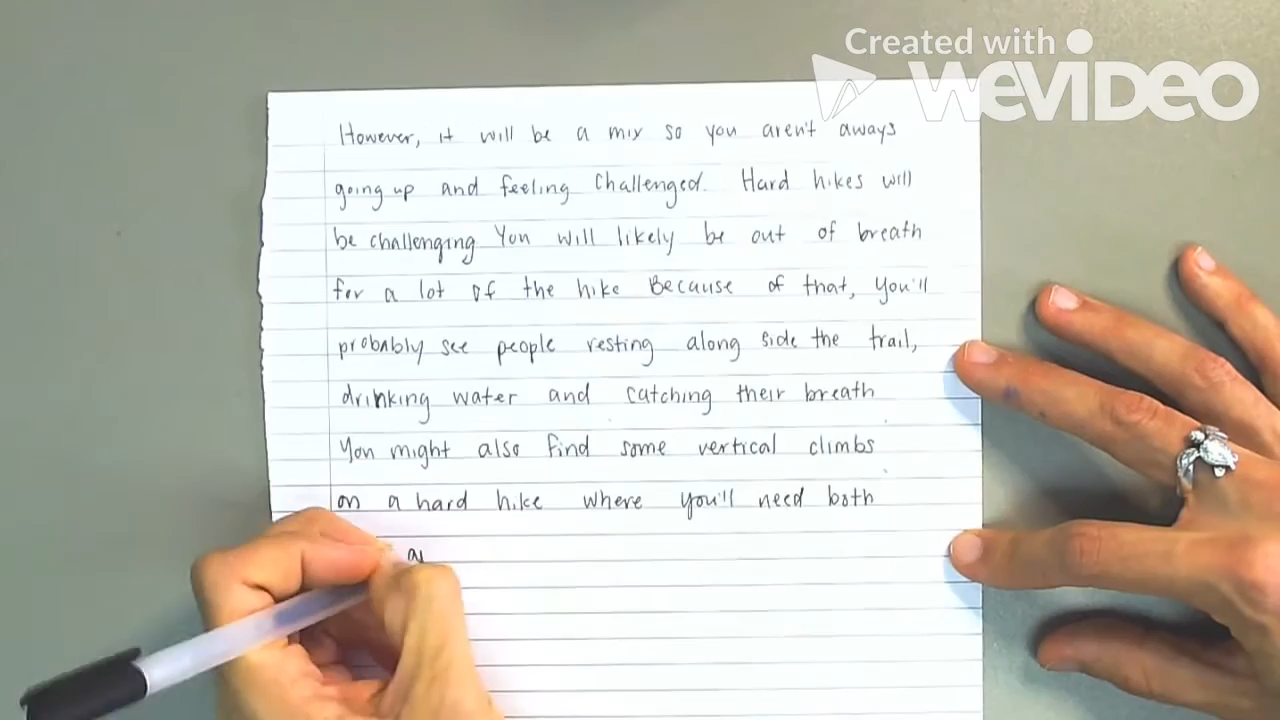 Created with
WEVIDEO
However, it will be a mix so you aren't aways
going up and feeling challenged. Hard hikes will
be challenging You will likely be out of breath
for a lot of the hike Because of that, you'll
probably see people resting along side the trail,
drinking water and catching their breath
You might also find some vertical climbs
on a hard hike where you'll need both